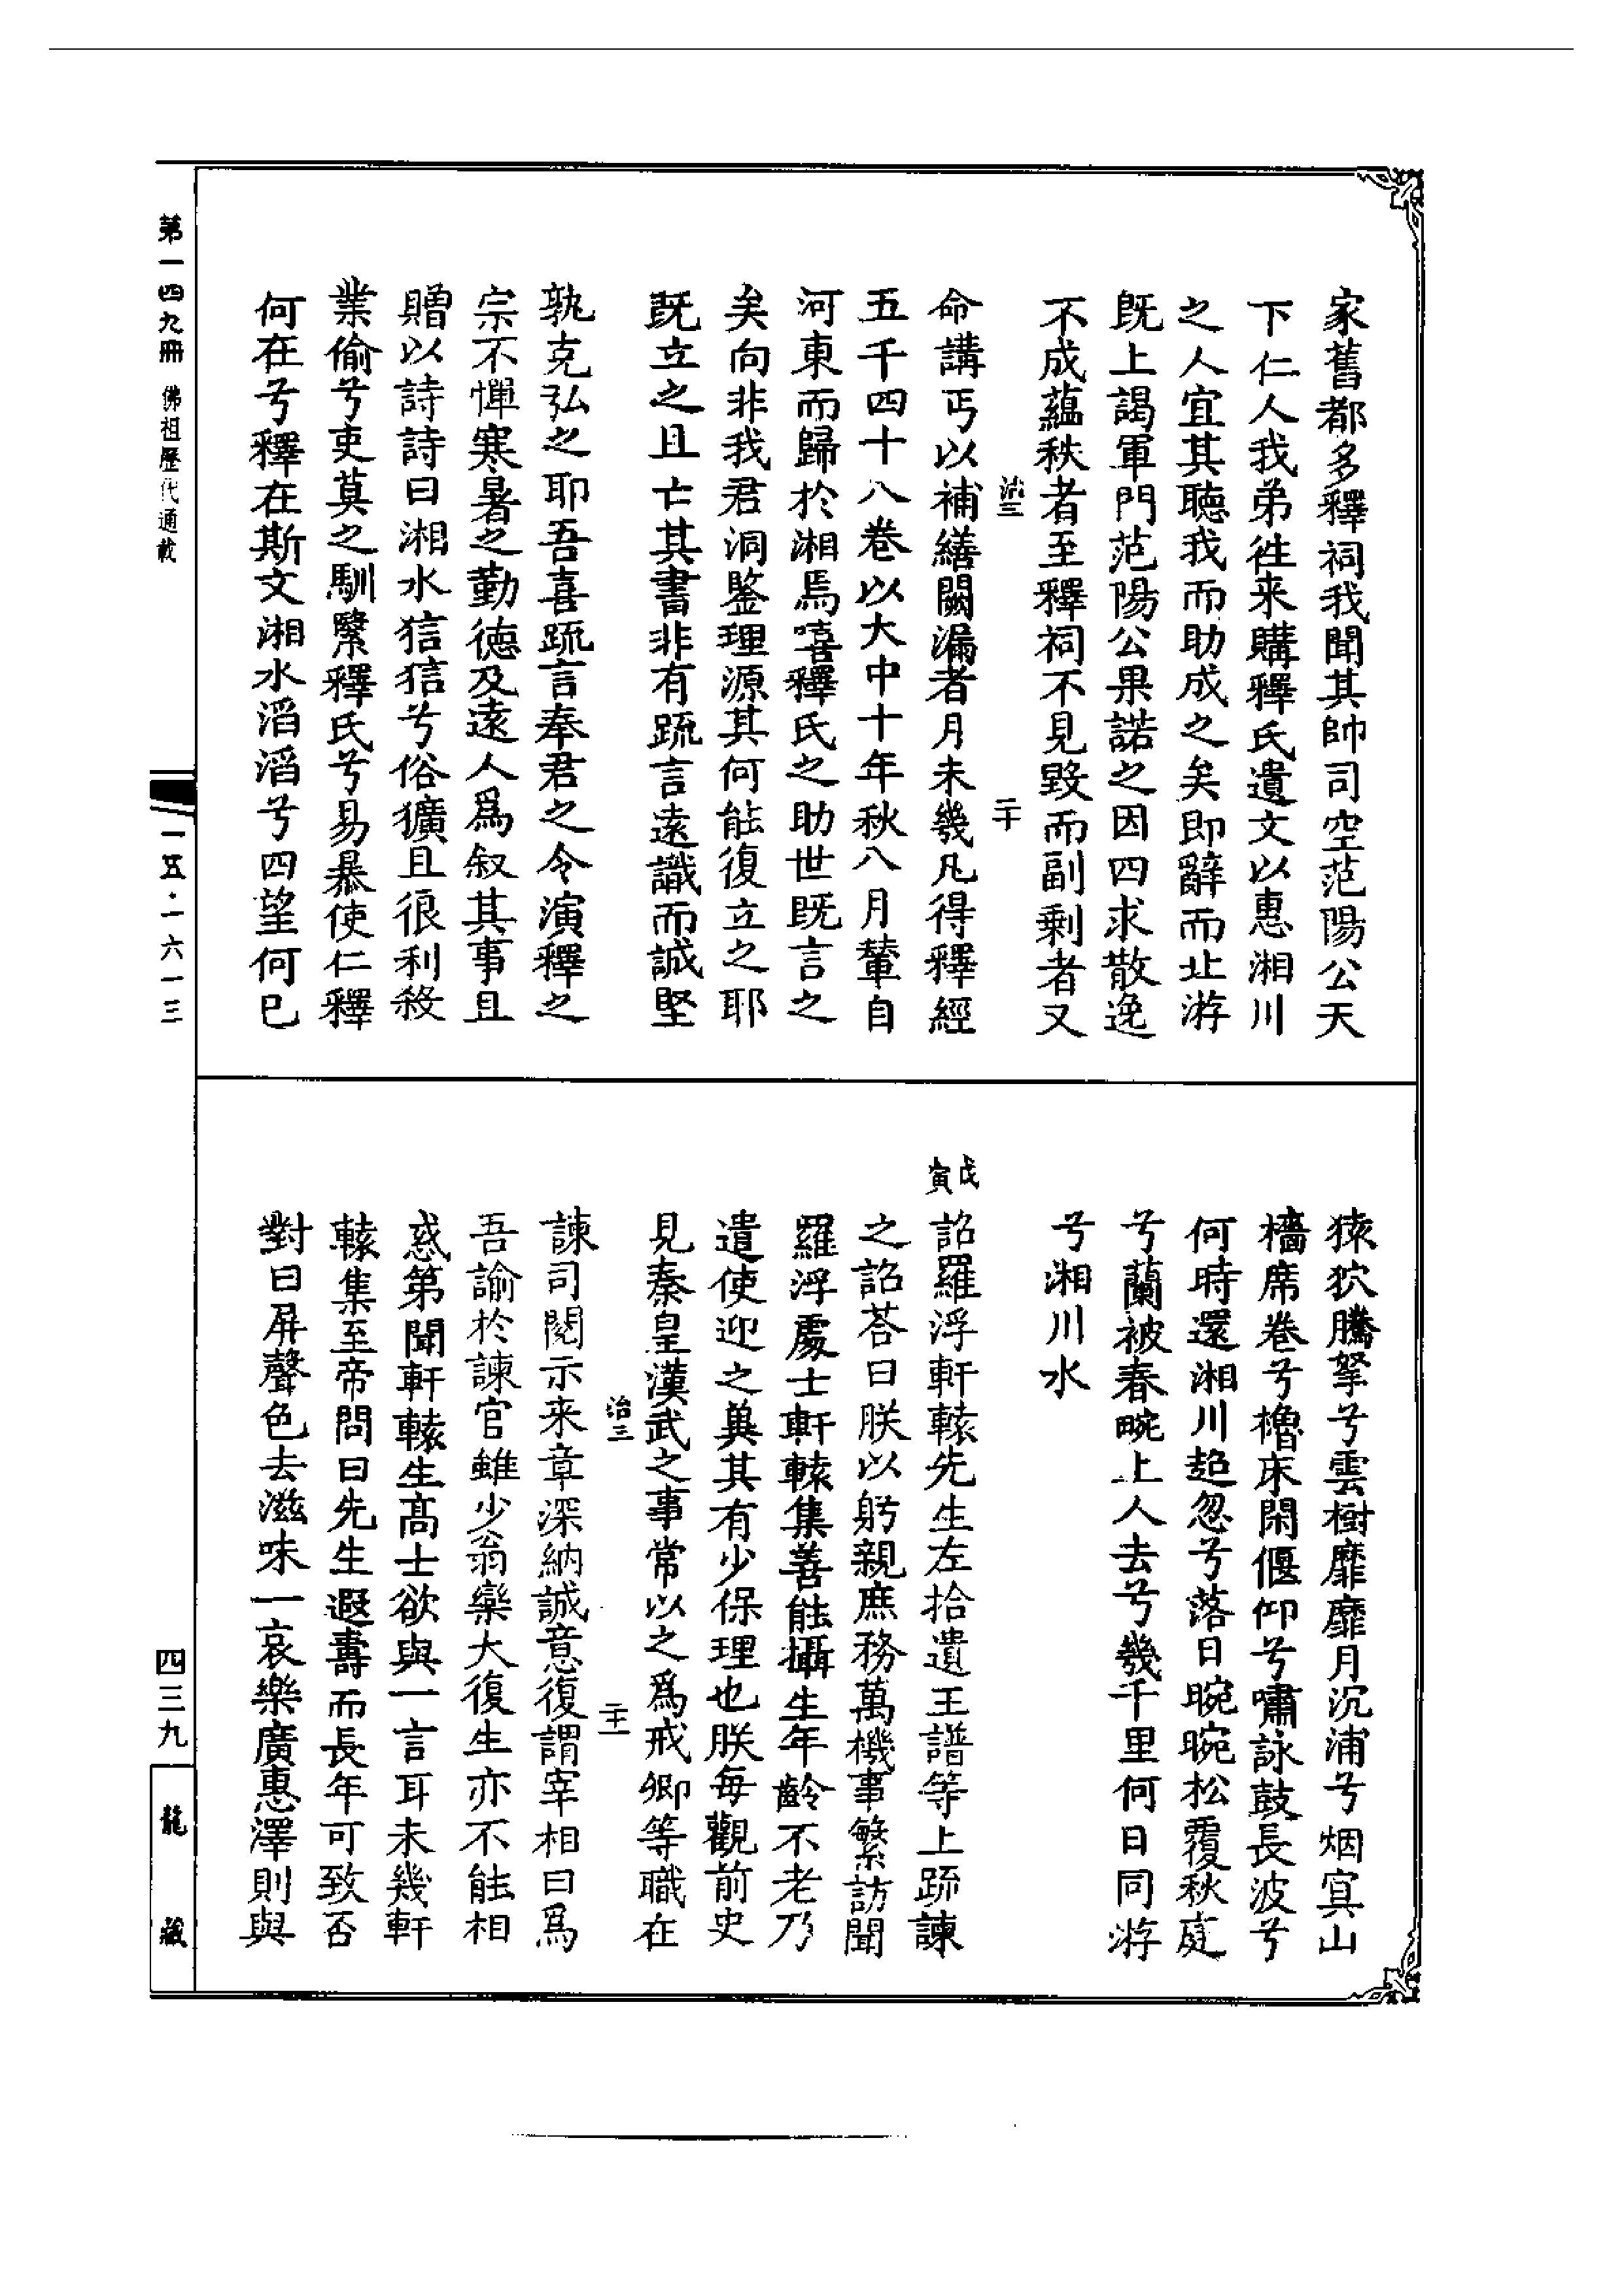 家舊都多釋祠我聞其帥司空范陽公天
下仁人我弟徃来購釋氏遺文以惠湘川
之人宜其聽我而助成之矣即辭而北游
既上謁軍門范陽公果諾之因四求散逸
不成藴秩者至釋祠不見毀而副剩者又
治三
二十
命講丐以補繕闕漏者月未幾凡得釋經
五千四十八卷以大中十年秋八月輦自
河東而歸於湘焉嘻釋氏之助世既言之
矣向非我君洞鑒理源其何能復立之耶
既立之且亡其書非有疏言遠識而誠堅
孰克弘之耶吾喜疏言奉君之令演釋之
宗不憚寒暑之勤德及遠人爲叙其事且
贈以詩詩曰湘水狺狺兮俗獷且很利殺
業偷兮吏莫之馴繄釋氏兮易暴使仁釋
何在兮釋在斯文湘水滔滔兮四望何已
猿狖騰拏兮雲樹靡靡月沉浦兮烟寘山
檣席卷兮櫓床閑偃仰兮嘯詠鼓長波兮
何時還湘川超忽兮落日晼晼松覆秋庭
兮蘭被春畹上人去兮幾千里何日同游
兮湘川水
戊寅
詔羅浮軒轅先生左拾遺王譜等上疏諫
之詔荅曰朕以躬親庶務萬機事繁訪聞
羅浮處士軒轅集善能攝生年齡不老乃
遣使迎之冀其有少保理也朕每觀前史
見秦皇漢武之事常以之爲戒卿等職在
治三
二十一
諫司閱示来章深納誠意復謂宰相曰爲
吾諭於諫官雖少翁欒大復生亦不能相
惑第聞軒轅生高士欲與一言耳未幾軒
轅集至帝問曰先生遐壽而長年可致否
對曰屏聲色去滋味一哀樂廣惠澤則與
第一四九冊 佛祖歷代通載
一五·一六一三
四三九
龍藏